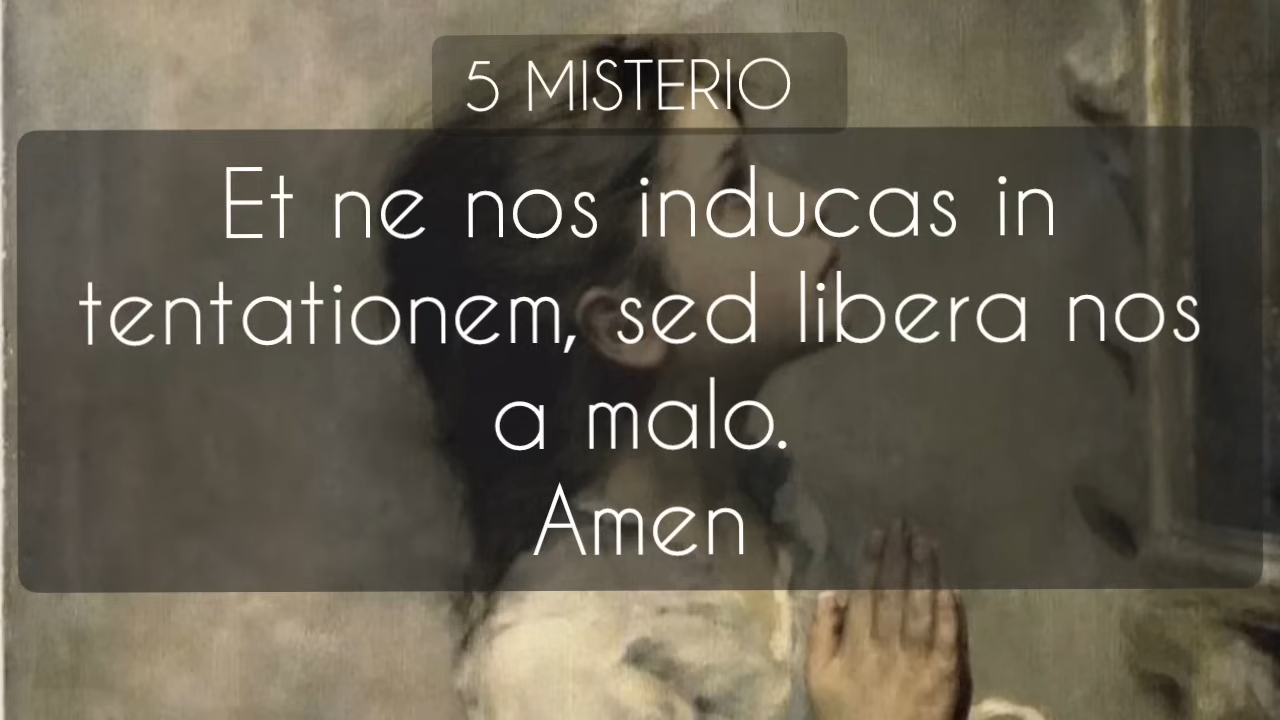 5 MISTERIO
Et ne nos inducas in
tentationem, sed libera nos
a malo.
Amen